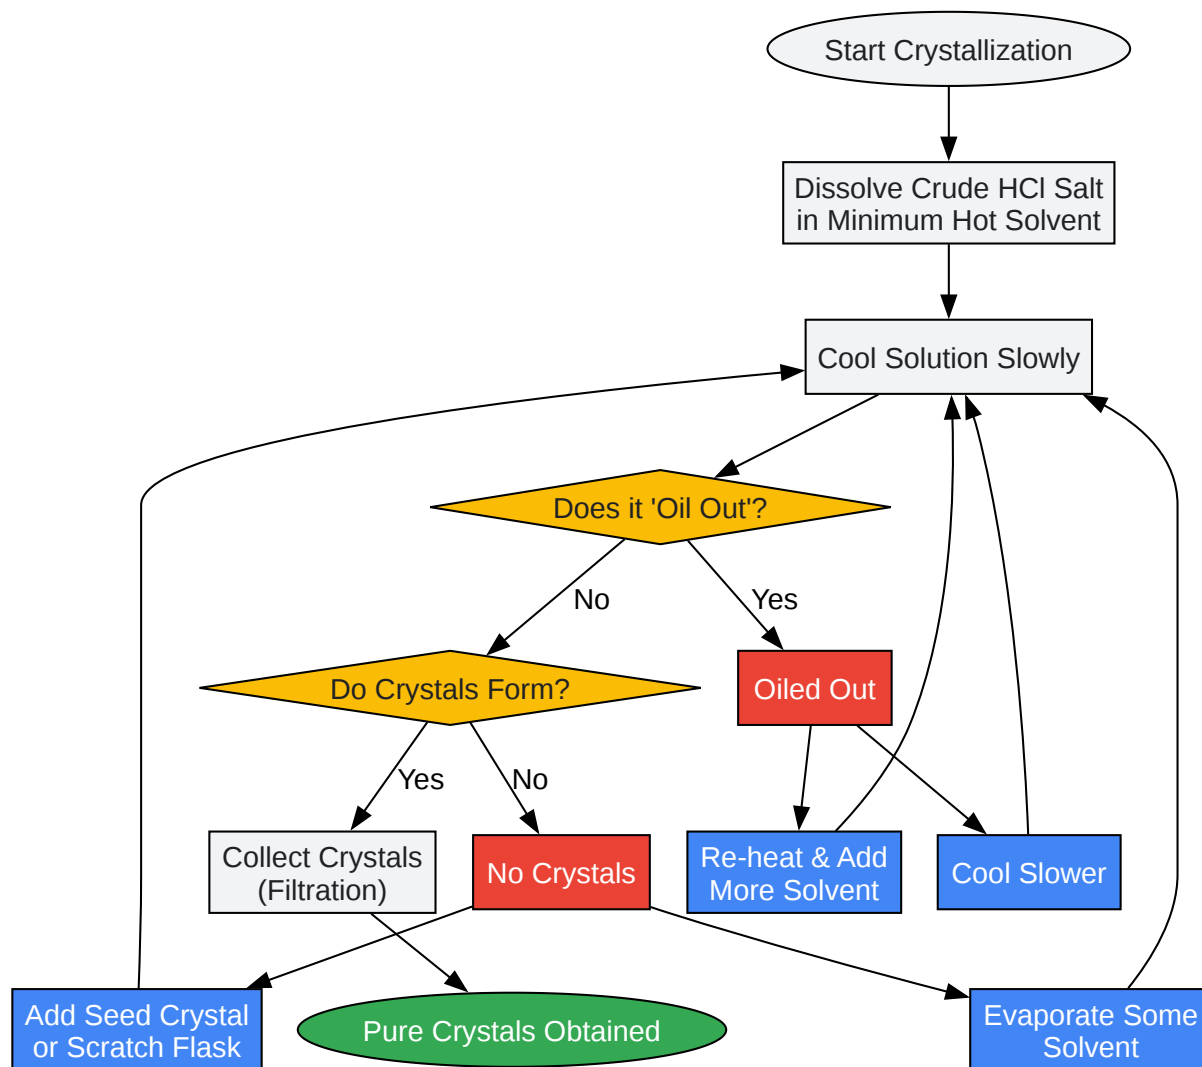 Start Crystallization
Dissolve Crude HCl Salt
in Minimum Hot Solvent
Cool Solution Slowly
Does it 'Oil Out'?
No
Yes
Do Crystals Form?
Oiled Out
Yes
No
Collect Crystals
(Filtration)
No Crystals
Re-heat & Add
More Solvent
Cool Slower
Add Seed Crystal
or Scratch Flask
Pure Crystals Obtained
Evaporate Some
Solvent